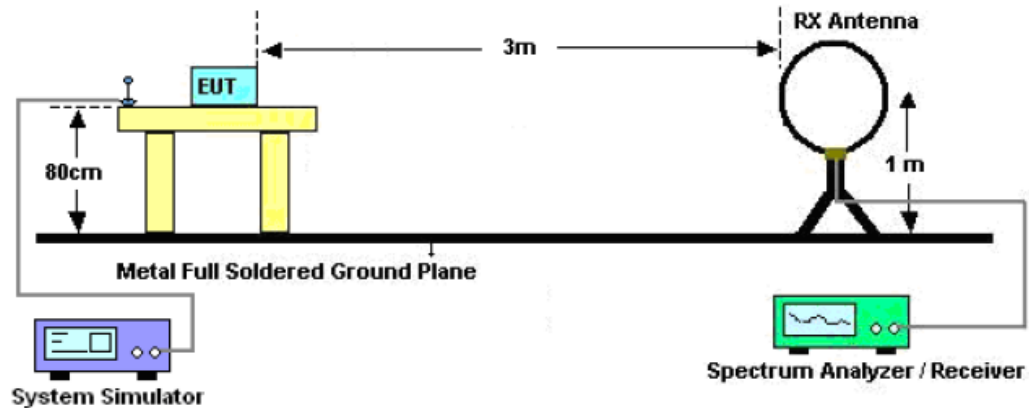 RX Antenna
3m
EUT
80cm
1 m
Metal Full Soldered Ground Plane
System Simulator
Spectrum Analyzer / Receiver